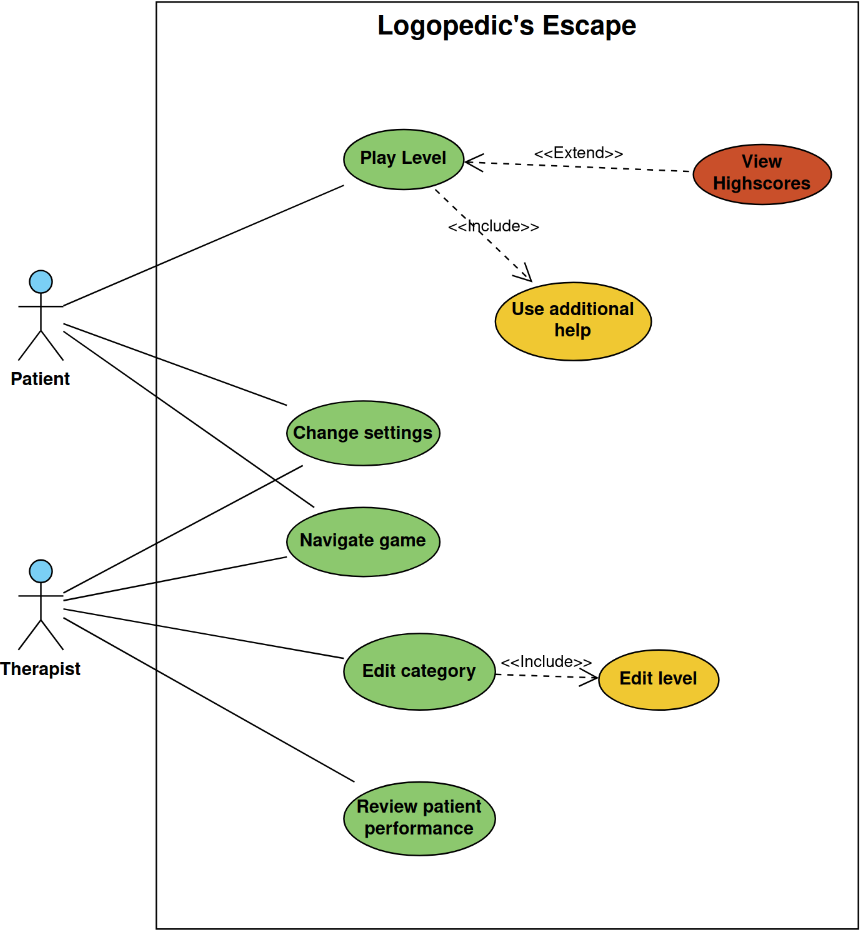 Logopedic's Escape
Play Level
<<Extend>>
View
Highscores
<<Include>>
Use additional
help
Patient
Change settings
Navigate game
Therapist
Edit category
<<Include>>
Edit level
Review patient
performance